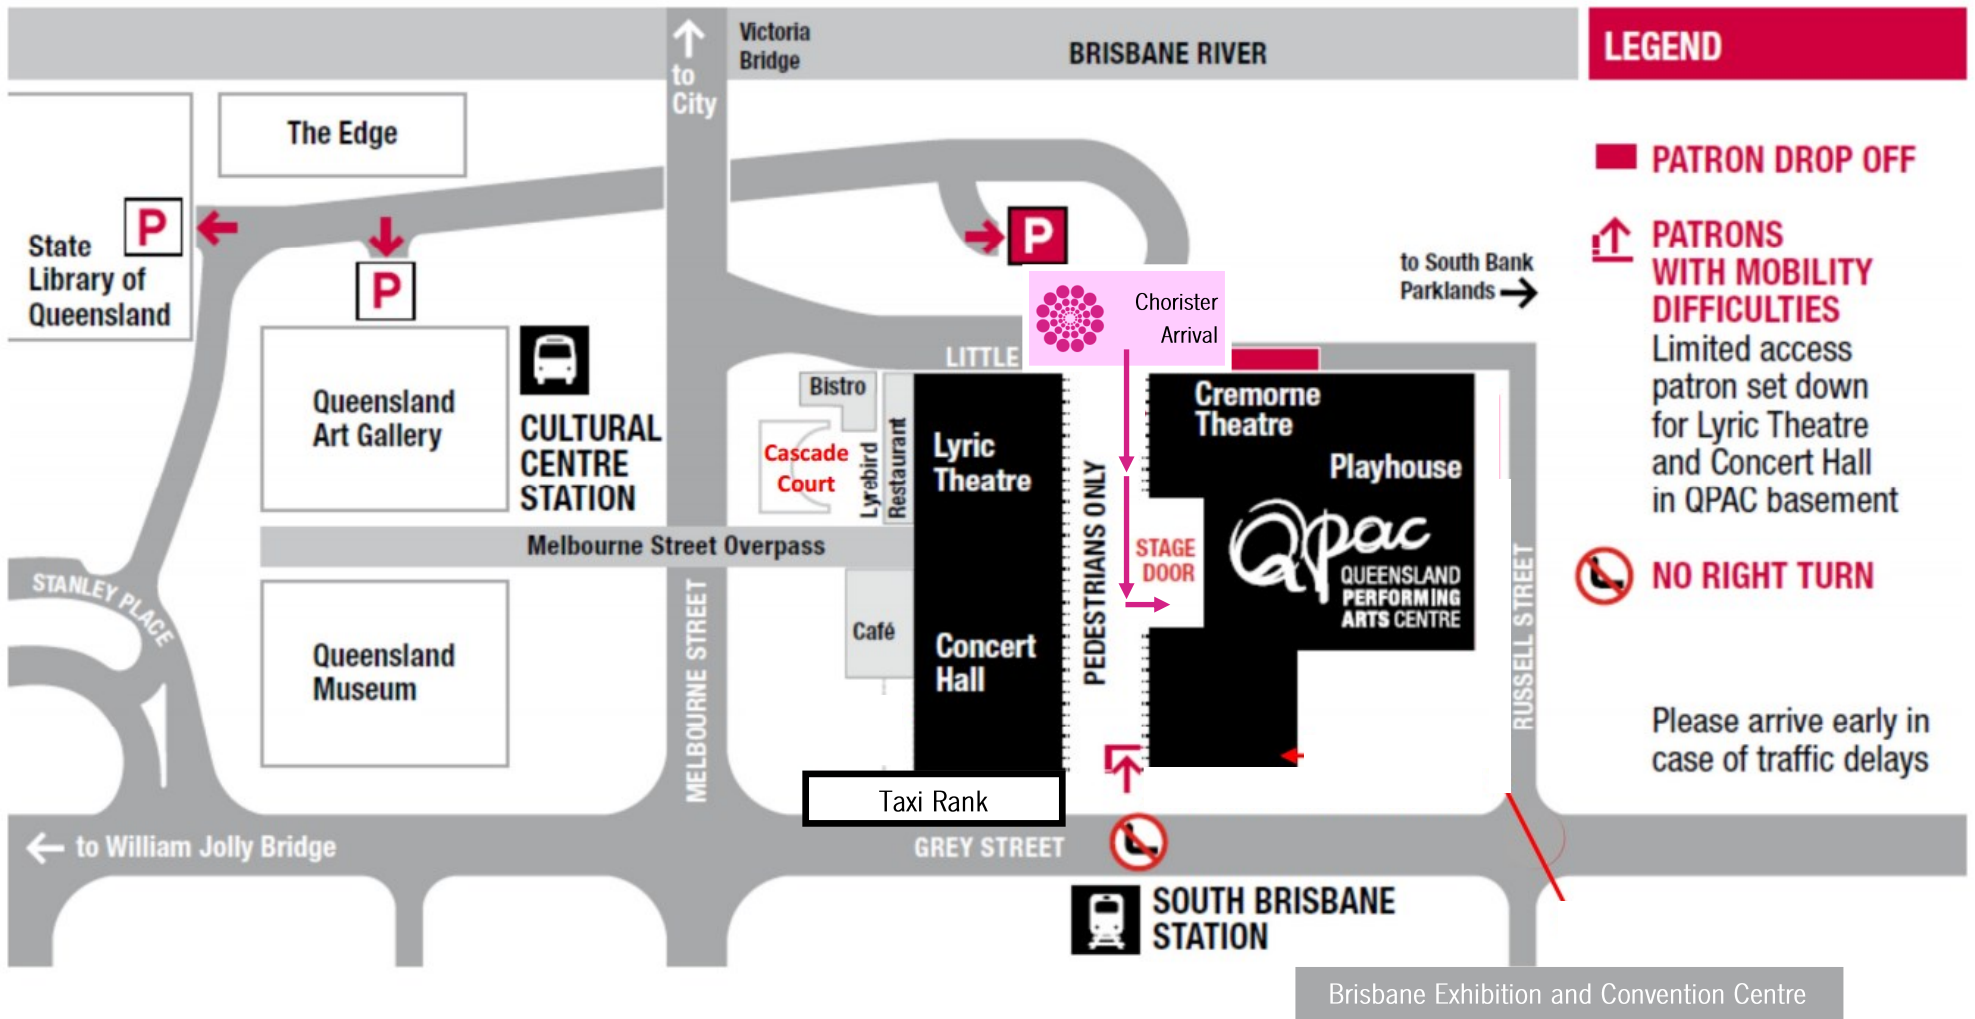 Victoria
Bridge
BRISBANE RIVER
LEGEND
to
City
The Edge
PATRON DROP OFF
P
State
Library of
Queensland
P
P
to South Bank
Parklands
PATRONS
WITH MOBILITY
DIFFICULTIES
Limited access
patron set down
for Lyric Theatre
and Concert Hall
in QPAC basement
Chorister
Arrival
LITTLE
Queensland
Art Gallery
CULTURAL
CENTRE
STATION
Bistro
Cascade
Court
Lyrebird
Restaurant
Lyric
Theatre
PEDESTRIANS ONLY
Cremorne
Theatre
Playhouse
STAGE
DOOR
Qpac
QUEENSLAND
PERFORMING
ARTS CENTRE
RUSSELL STREET
NO RIGHT TURN
Melbourne Street Overpass
STANLEY PLACE
Queensland
Museum
MELBOURNE STREET
Café
Concert
Hall
Please arrive early in
case of traffic delays
Taxi Rank
to William Jolly Bridge
GREY STREET
SOUTH BRISBANE
STATION
Brisbane Exhibition and Convention Centre